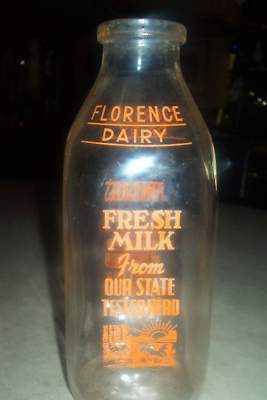 FLORENCE
DAIRY
FRESH
MILK
From
OUR STATE
TESTED HERD